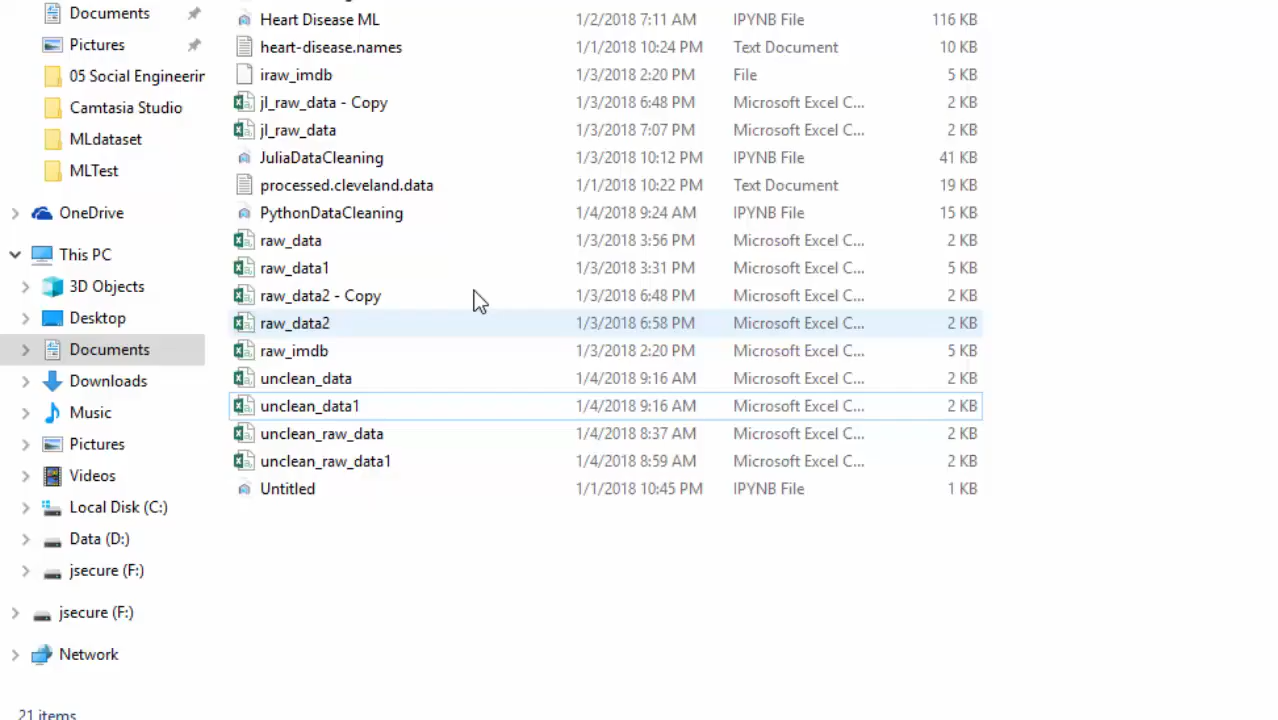 Documents
Pictures
05 Social Engineerin
Camtasia Studio
MLdataset
MLTest
OneDrive
This PC
3D Objects
Desktop
Documents
Downloads
Music
Pictures
Videos
Local Disk (C:)
Data (D:)
jsecure (F:)
jsecure (F:)
Network
Heart Disease ML 1/2/2018 7:11 AM IPYNB File 116 KB
heart-disease.names 1/1/2018 10:24 PM Text Document 10 KB
iraw_imdb 1/3/2018 2:20 PM File 5 KB
jl_raw_data - Copy 1/3/2018 6:48 PM Microsoft Excel C... 2 KB
jl_raw_data 1/3/2018 7:07 PM Microsoft Excel C... 2 KB
JuliaDataCleaning 1/3/2018 10:12 PM IPYNB File 41 KB
processed.cleveland.data 1/1/2018 10:22 PM Text Document 19 KB
PythonDataCleaning 1/4/2018 9:24 AM IPYNB File 15 KB
raw_data 1/3/2018 3:56 PM Microsoft Excel C... 2 KB
raw_data1 1/3/2018 3:31 PM Microsoft Excel C... 5 KB
raw_data2 - Copy 1/3/2018 6:48 PM Microsoft Excel C... 2 KB
raw_data2 1/3/2018 6:58 PM Microsoft Excel C... 2 KB
raw_imdb 1/3/2018 2:20 PM Microsoft Excel C... 5 KB
unclean_data 1/4/2018 9:16 AM Microsoft Excel C... 2 KB
unclean_data1 1/4/2018 9:16 AM Microsoft Excel C... 2 KB
unclean_raw_data 1/4/2018 8:37 AM Microsoft Excel C... 2 KB
unclean_raw_data1 1/4/2018 8:59 AM Microsoft Excel C... 2 KB
Untitled 1/1/2018 10:45 PM IPYNB File 1 KB
21 items